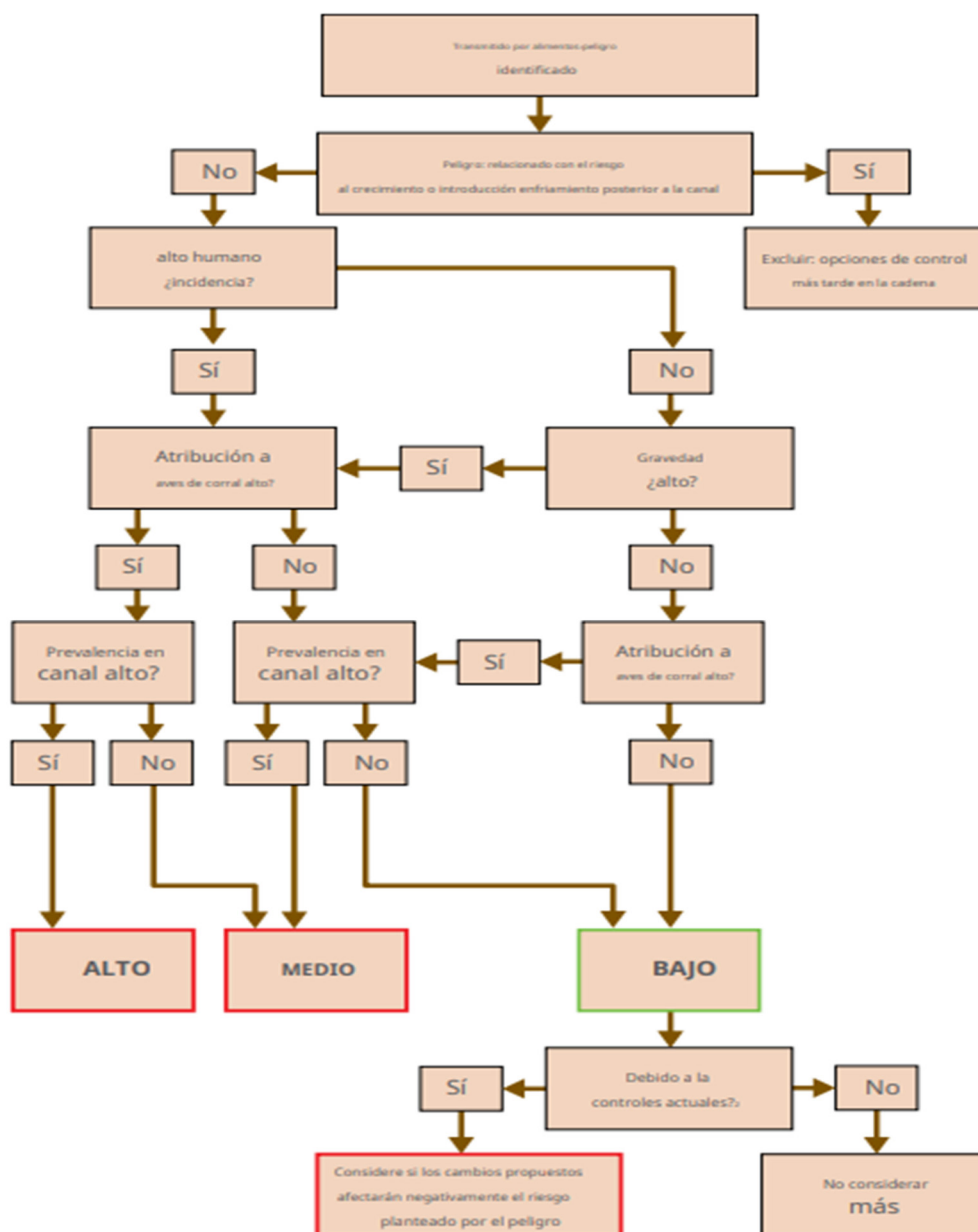 Transmitido por alimentos-peligro
identificado
Peligro: relacionado con el riesgo
al crecimiento o introducción enfriamiento posterior a la canal
No
Sí
alto humano
¿incidencia?
Excluir: opciones de control
más tarde en la cadena
Sí
No
Atribución a
aves de corral alto?
Sí
Gravedad
¿alto?
Sí
No
No
Prevalencia en
canal alto?
Prevalencia en
canal alto?
Sí
Atribución a
aves de corral alto?
Sí
No
Sí
No
No
ALTO
MEDIO
BAJO
Sí
Debido a la
controles actuales?₂
No
Considere si los cambios propuestos
afectarán negativamente el riesgo
planteado por el peligro
No considerar
más